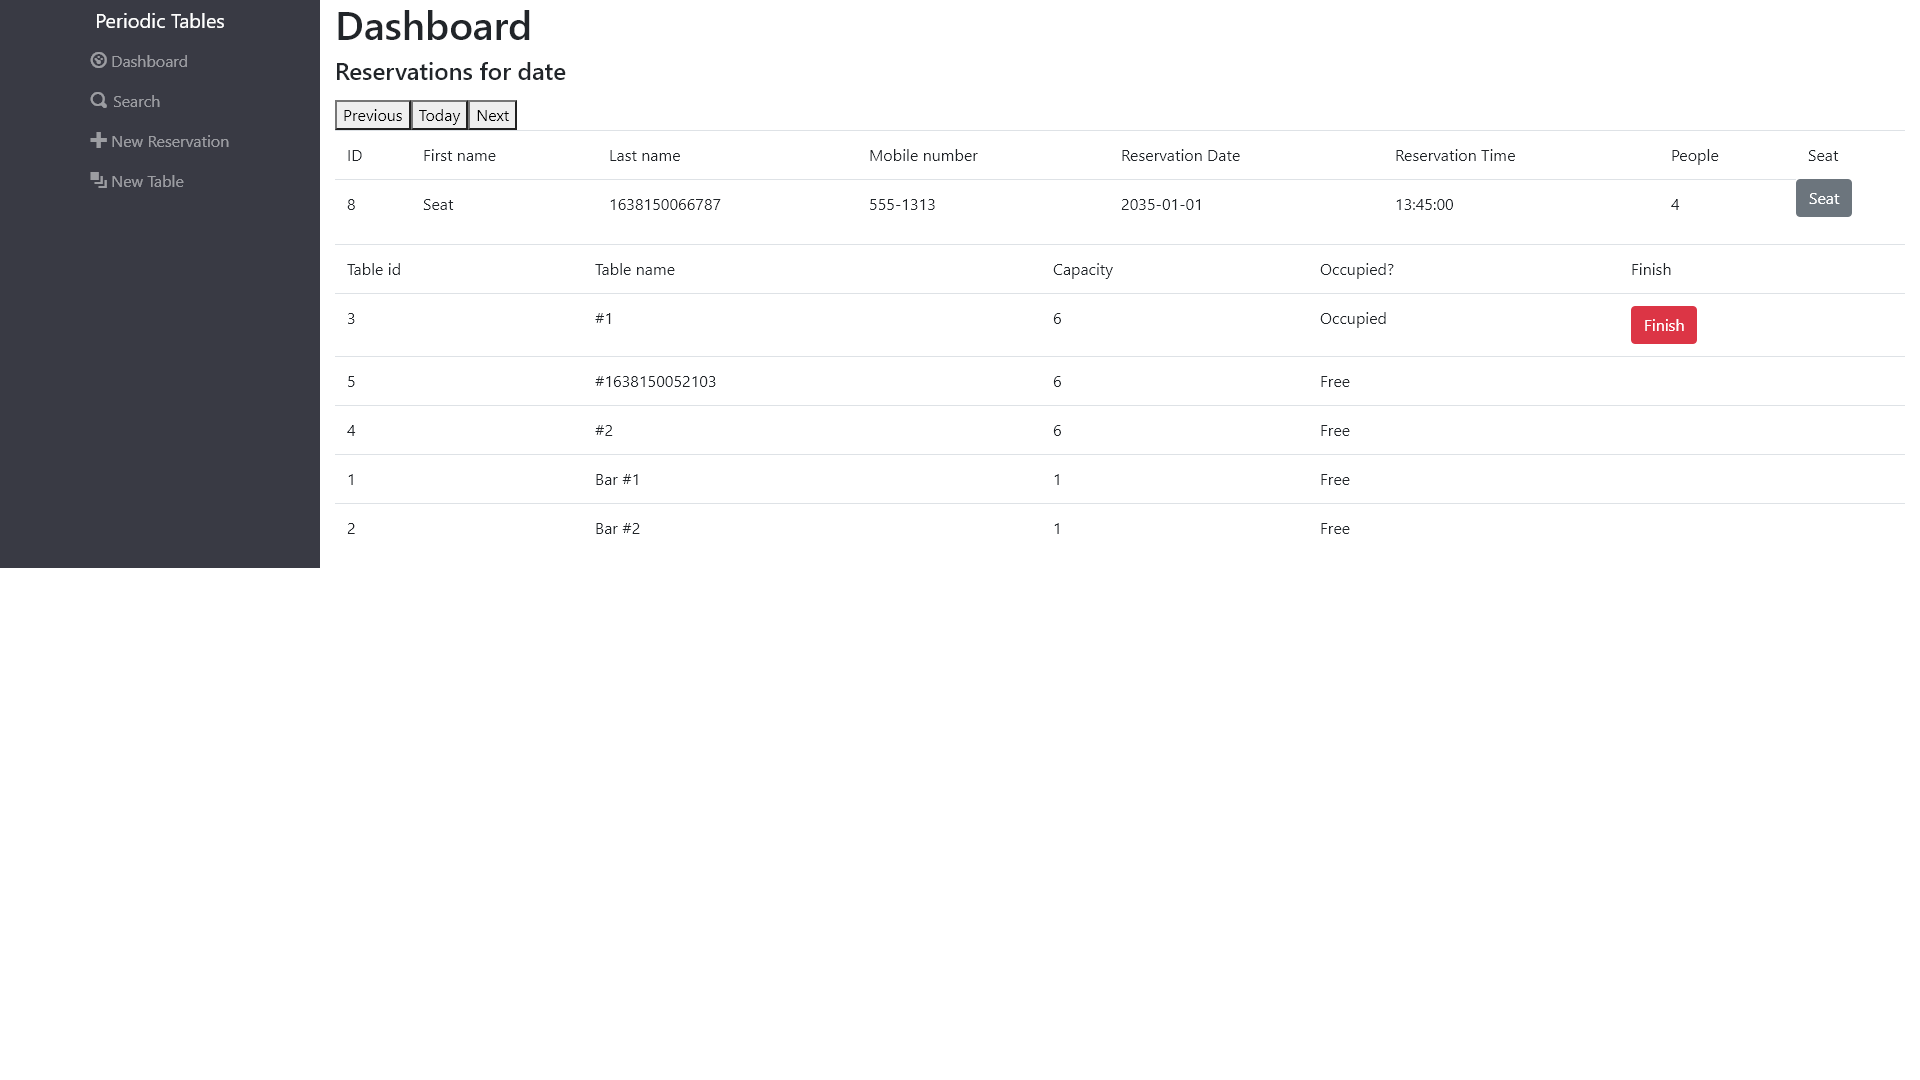 Periodic Tables
Dashboard
Search
New Reservation
New Table
Dashboard
Reservations for date
Previous Today Next
ID First name Last name Mobile number Reservation Date Reservation Time People Seat
8 Seat 1638150066787 555-1313 2035-01-01 13:45:00 4 Seat
Table id Table name Capacity Occupied? Finish
3 #1 6 Occupied Finish
5 #1638150052103 6 Free
4 #2 6 Free
1 Bar #1 1 Free
2 Bar #2 1 Free